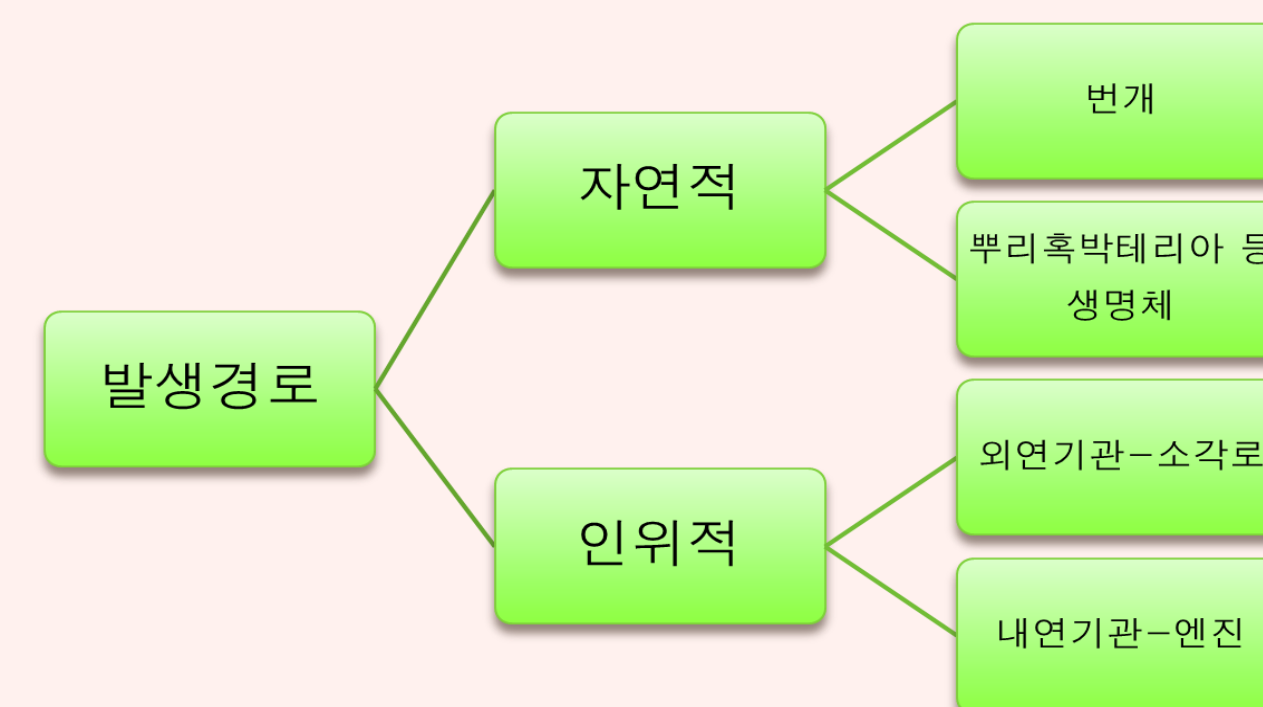 발생경로
자연적
번개
뿌리혹박테리아 등
생명체
인위적
외연기관-소각로
내연기관-엔진